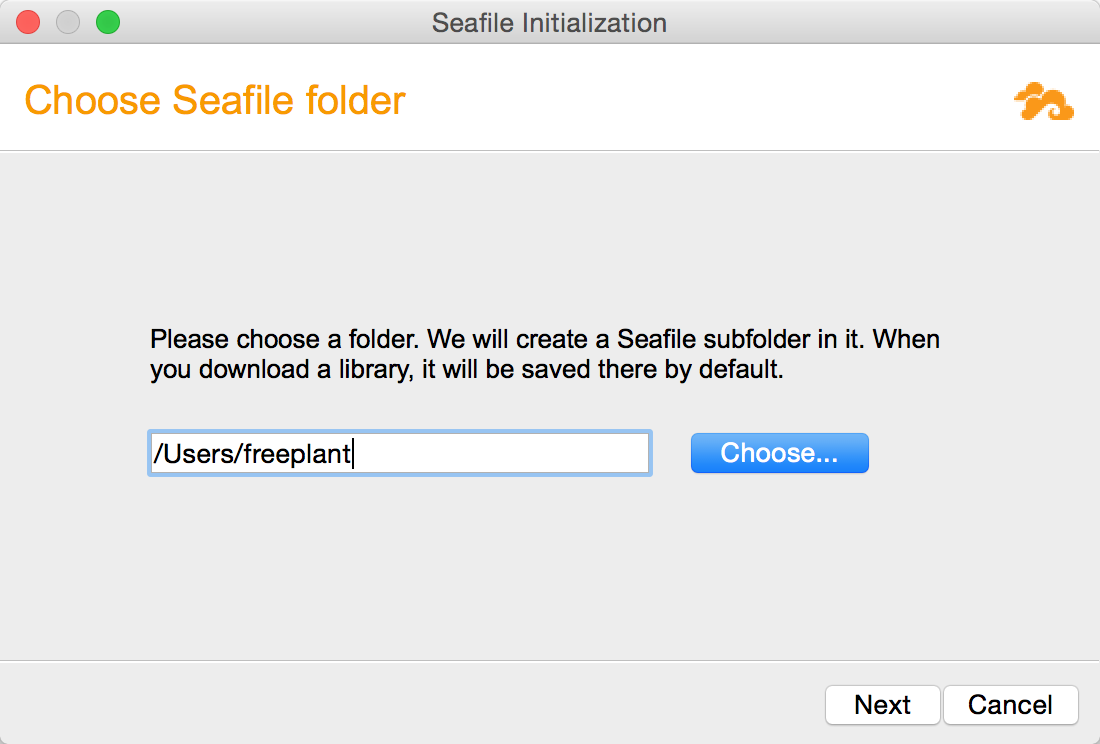 Seafile Initialization
Choose Seafile folder
Please choose a folder. We will create a Seafile subfolder in it. When
you download a library, it will be saved there by default.
/Users/freeplant
Choose...
Next
Cancel